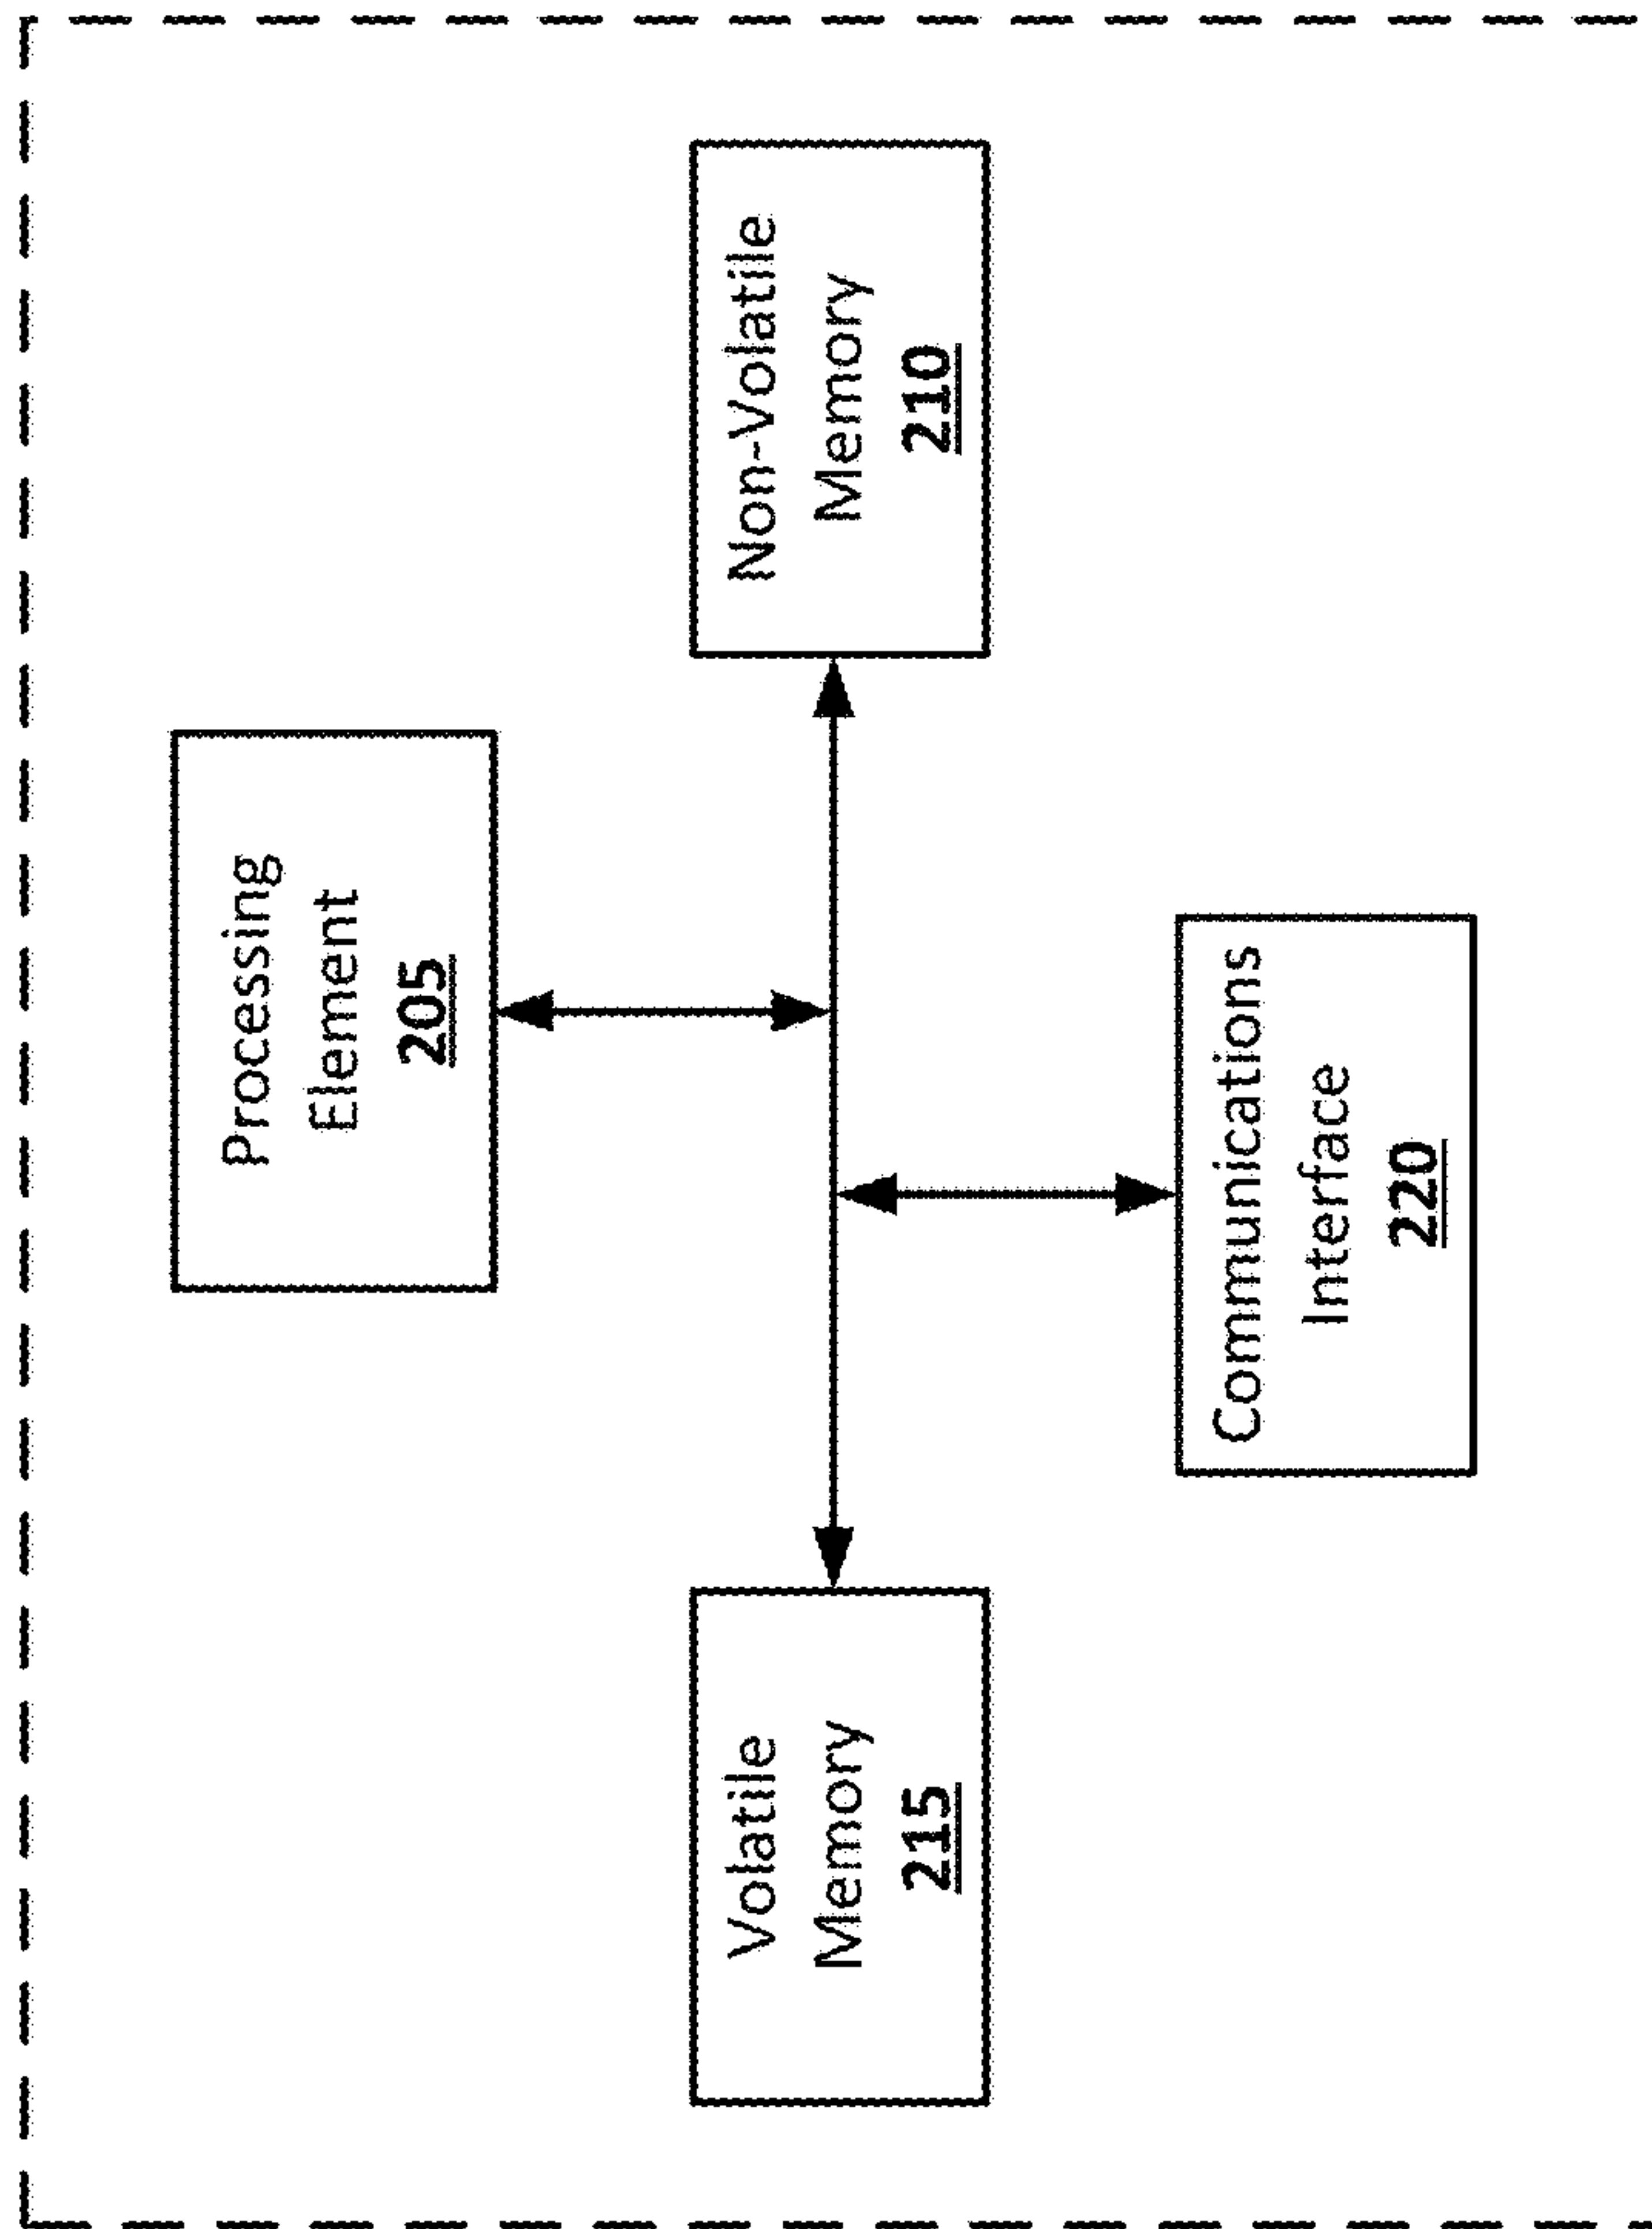 Processing
Element
205
Volatile
Memory
215
Non-Volatile
Memory
210
Communications
Interface
220